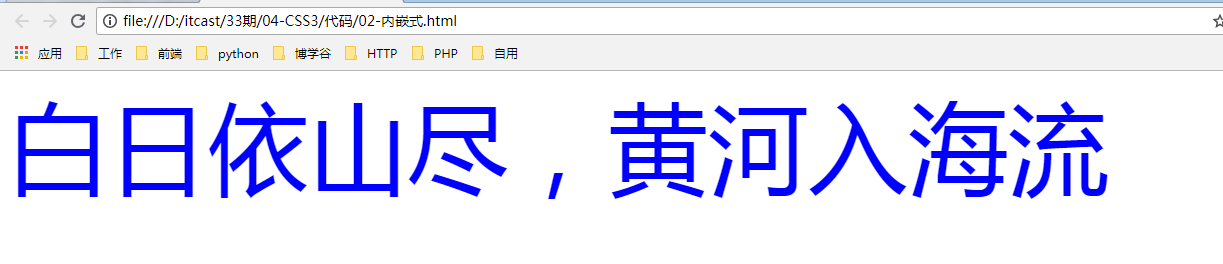 file:///D:/itcast/33期/04-CSS3/代码/02-内嵌式.html
应用 工作 前端 python 博学谷 HTTP PHP 自用
白日依山尽，黄河入海流